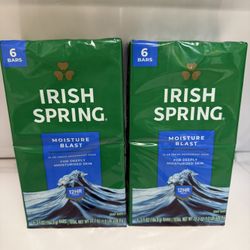 6
BARS
IRISH
SPRING
MOISTURE
BLAST
FOR DEEPLY
MOISTURIZED SKIN
12HR
6
BARS
IRISH
SPRING
MOISTURE
BLAST
FOR DEEPLY
MOISTURIZED SKIN
12HR